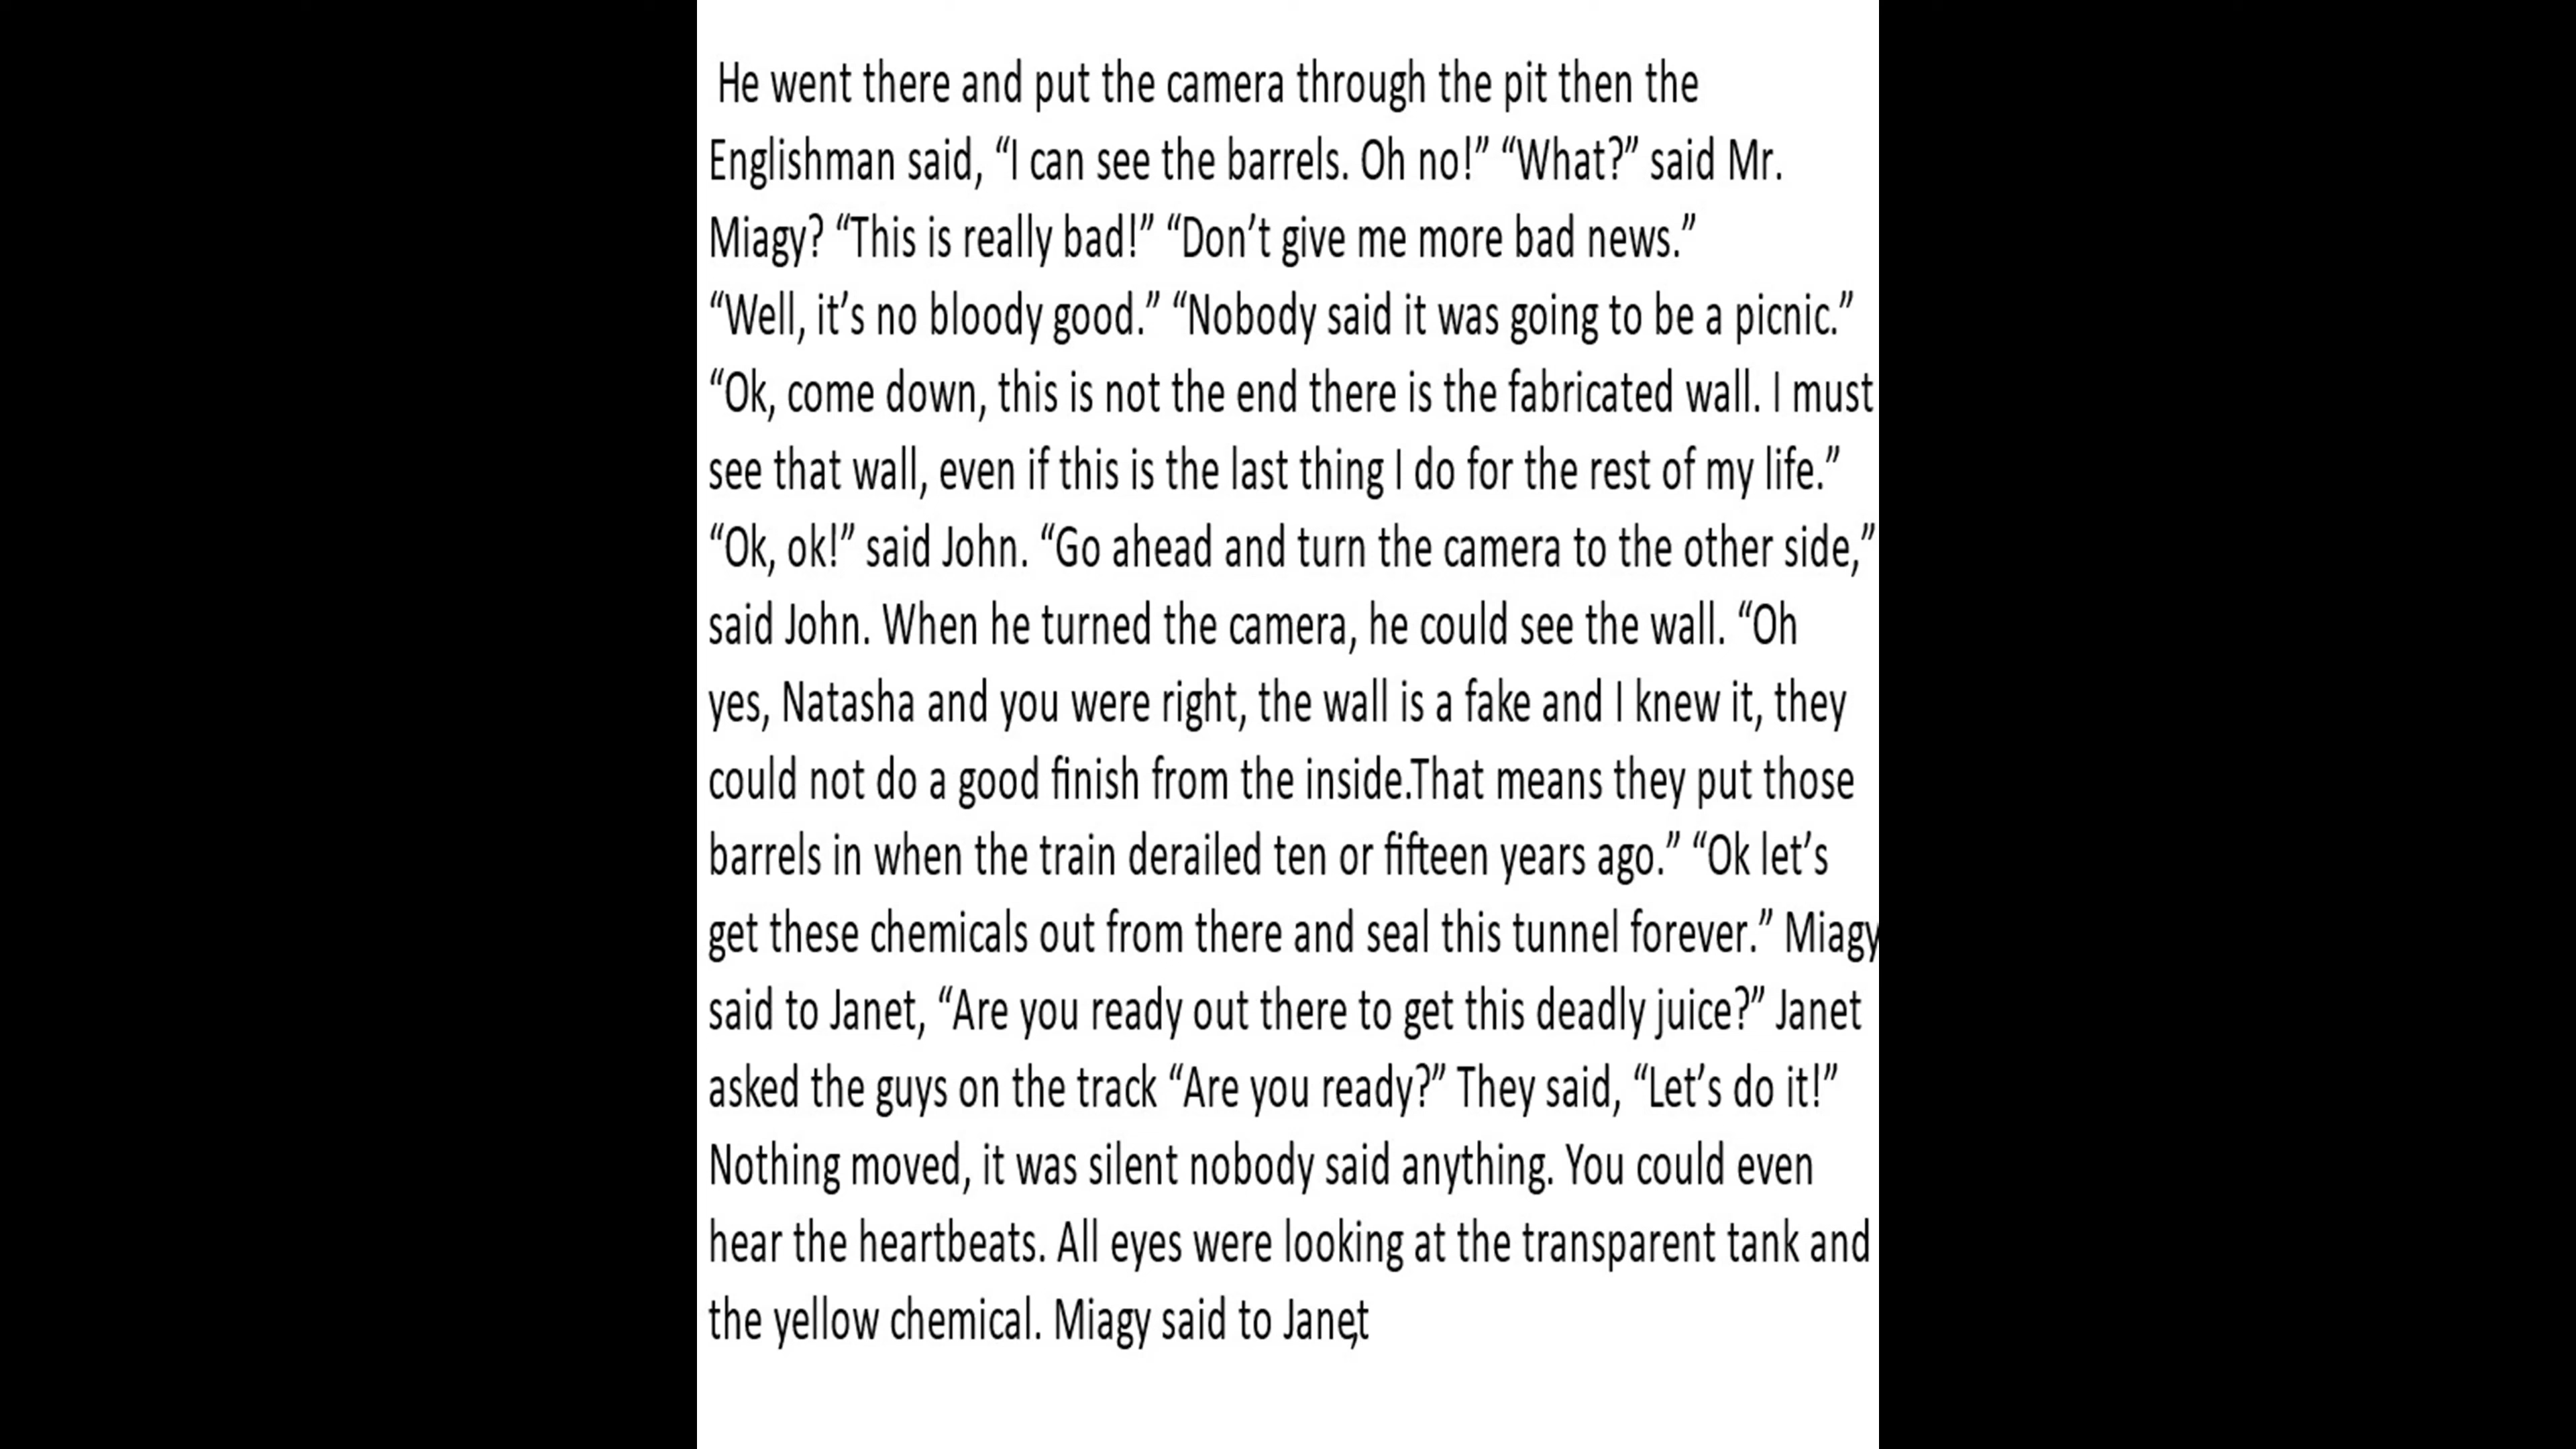 He went there and put the camera through the pit then the
Englishman said, “I can see the barrels. Oh no!” “What?” said Mr.
Miagy? “This is really bad!” “Don’t give me more bad news.”
“Well, it’s no bloody good.” “Nobody said it was going to be a picnic.”
“Ok, come down, this is not the end there is the fabricated wall. I must
see that wall, even if this is the last thing I do for the rest of my life.”
“Ok, ok!” said John. “Go ahead and turn the camera to the other side,”
said John. When he turned the camera, he could see the wall. “Oh
yes, Natasha and you were right, the wall is a fake and I knew it, they
could not do a good finish from the inside.That means they put those
barrels in when the train derailed ten or fifteen years ago.” “Ok let’s
get these chemicals out from there and seal this tunnel forever.” Miagy
said to Janet, “Are you ready out there to get this deadly juice?” Janet
asked the guys on the track “Are you ready?” They said, “Let’s do it!”
Nothing moved, it was silent nobody said anything. You could even
hear the heartbeats. All eyes were looking at the transparent tank and
the yellow chemical. Miagy said to Janet,